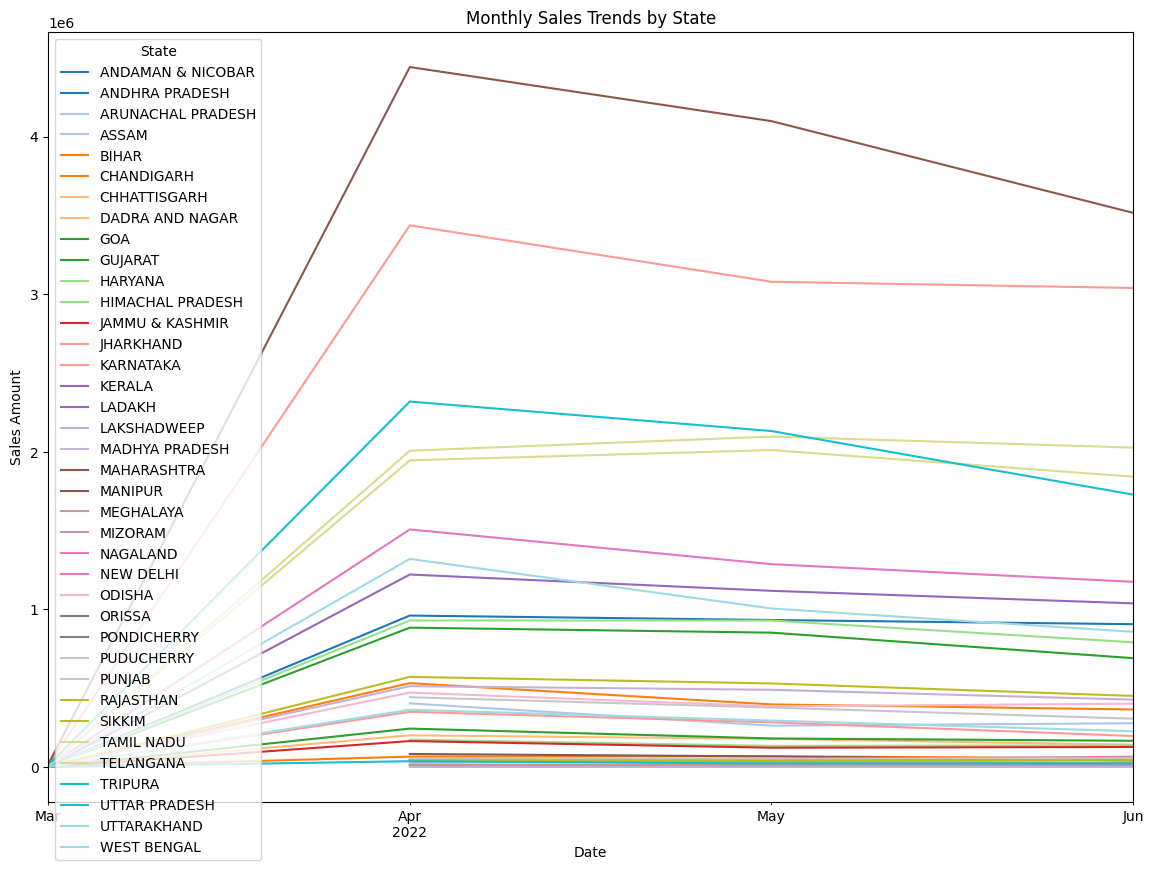 Monthly Sales Trends by State
1e6
State
ANDAMAN & NICOBAR
ANDHRA PRADESH
ARUNACHAL PRADESH
ASSAM
BIHAR
CHANDIGARH
CHHATTISGARH
DADRA AND NAGAR
GOA
GUJARAT
HARYANA
HIMACHAL PRADESH
JAMMU & KASHMIR
JHARKHAND
KARNATAKA
KERALA
LADAKH
LAKSHADWEEP
MADHYA PRADESH
MAHARASHTRA
MANIPUR
MEGHALAYA
MIZORAM
NAGALAND
NEW DELHI
ODISHA
ORISSA
PONDICHERRY
PUDUCHERRY
PUNJAB
RAJASTHAN
SIKKIM
TAMIL NADU
TELANGANA
TRIPURA
UTTAR PRADESH
UTTARAKHAND
WEST BENGAL
Sales Amount
4
3
2
1
0
Mar Apr May Jun
2022
Date